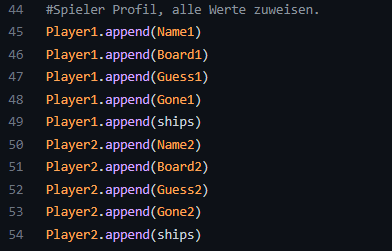 44 #Spieler Profil, alle Werte zuweisen.
45 Player1.append(Name1)
46 Player1.append(Board1)
47 Player1.append(Guess1)
48 Player1.append(Gone1)
49 Player1.append(ships)
50 Player2.append(Name2)
51 Player2.append(Board2)
52 Player2.append(Guess2)
53 Player2.append(Gone2)
54 Player2.append(ships)